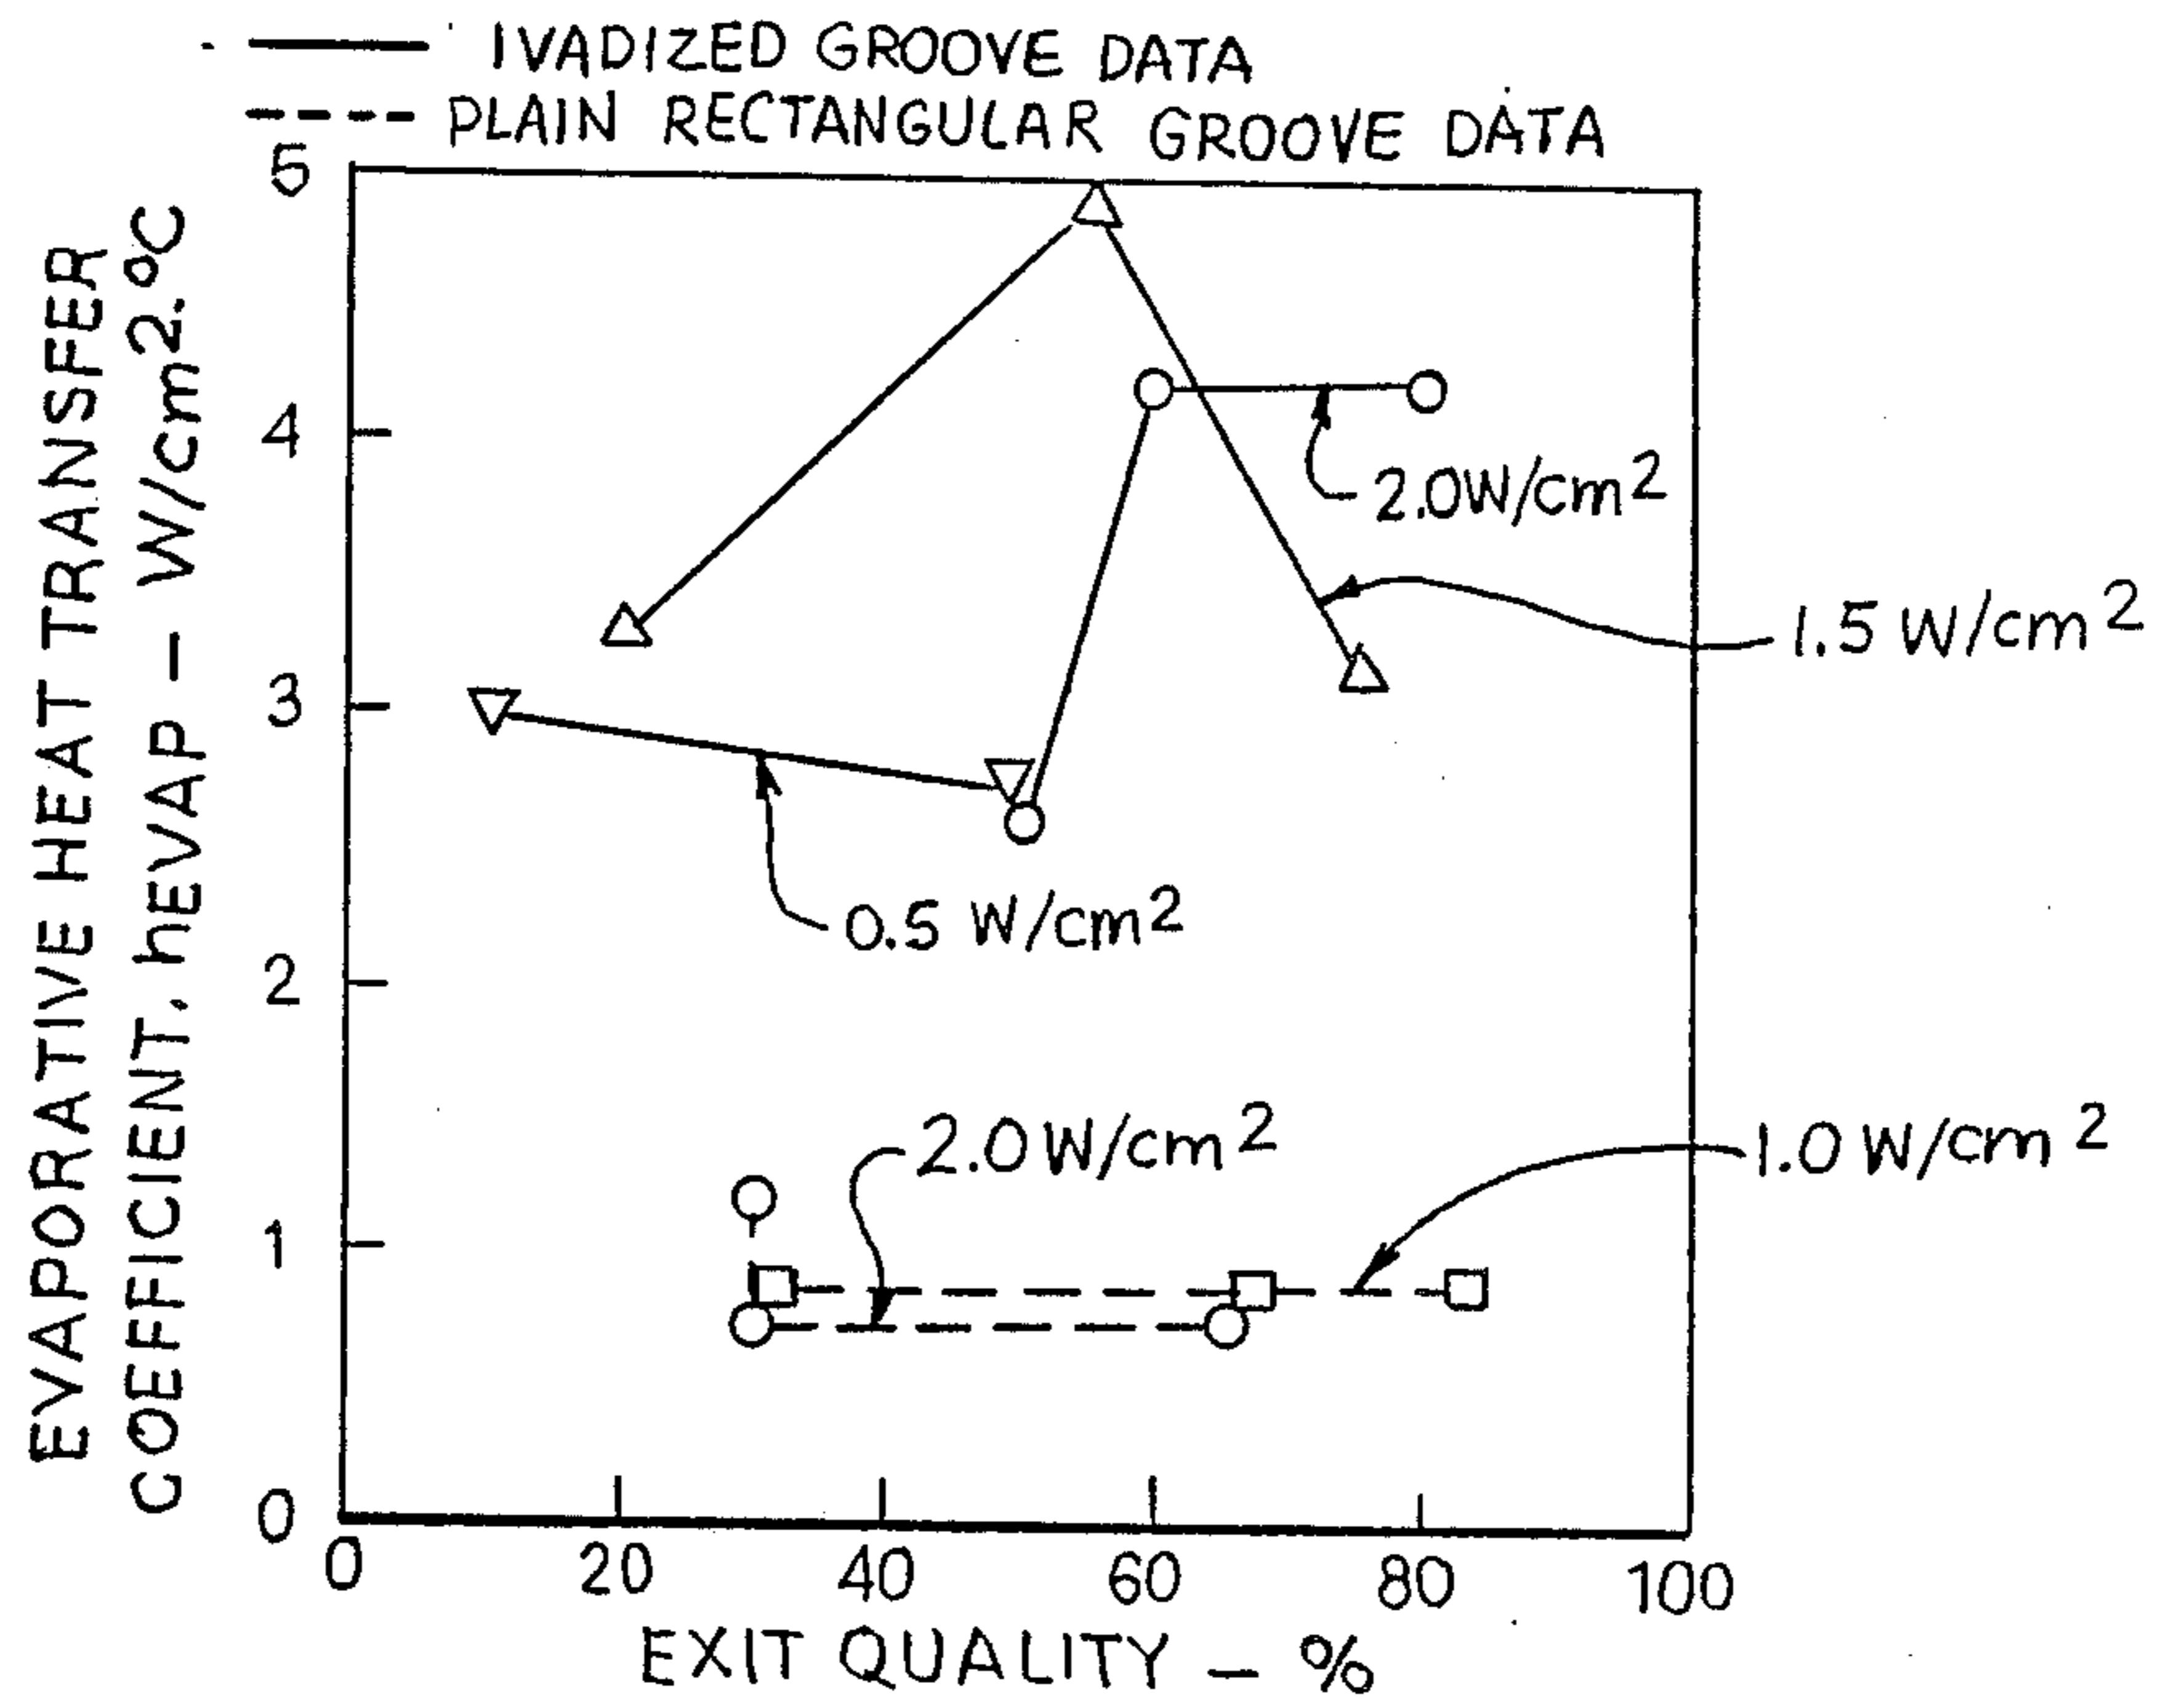 IVADIZED GROOVE DATA
PLAIN RECTANGULAR GROOVE DATA
EVAPORATIVE HEAT TRANSFER
COEFFICIENT, hEVAP – W/cm2·°C
5
4
3
2
1
0
2.0W/cm2
1.5 W/cm2
0.5 W/cm2
2.0 W/cm2
1.0 W/cm2
0 20 40 60 80 100
EXIT QUALITY – %